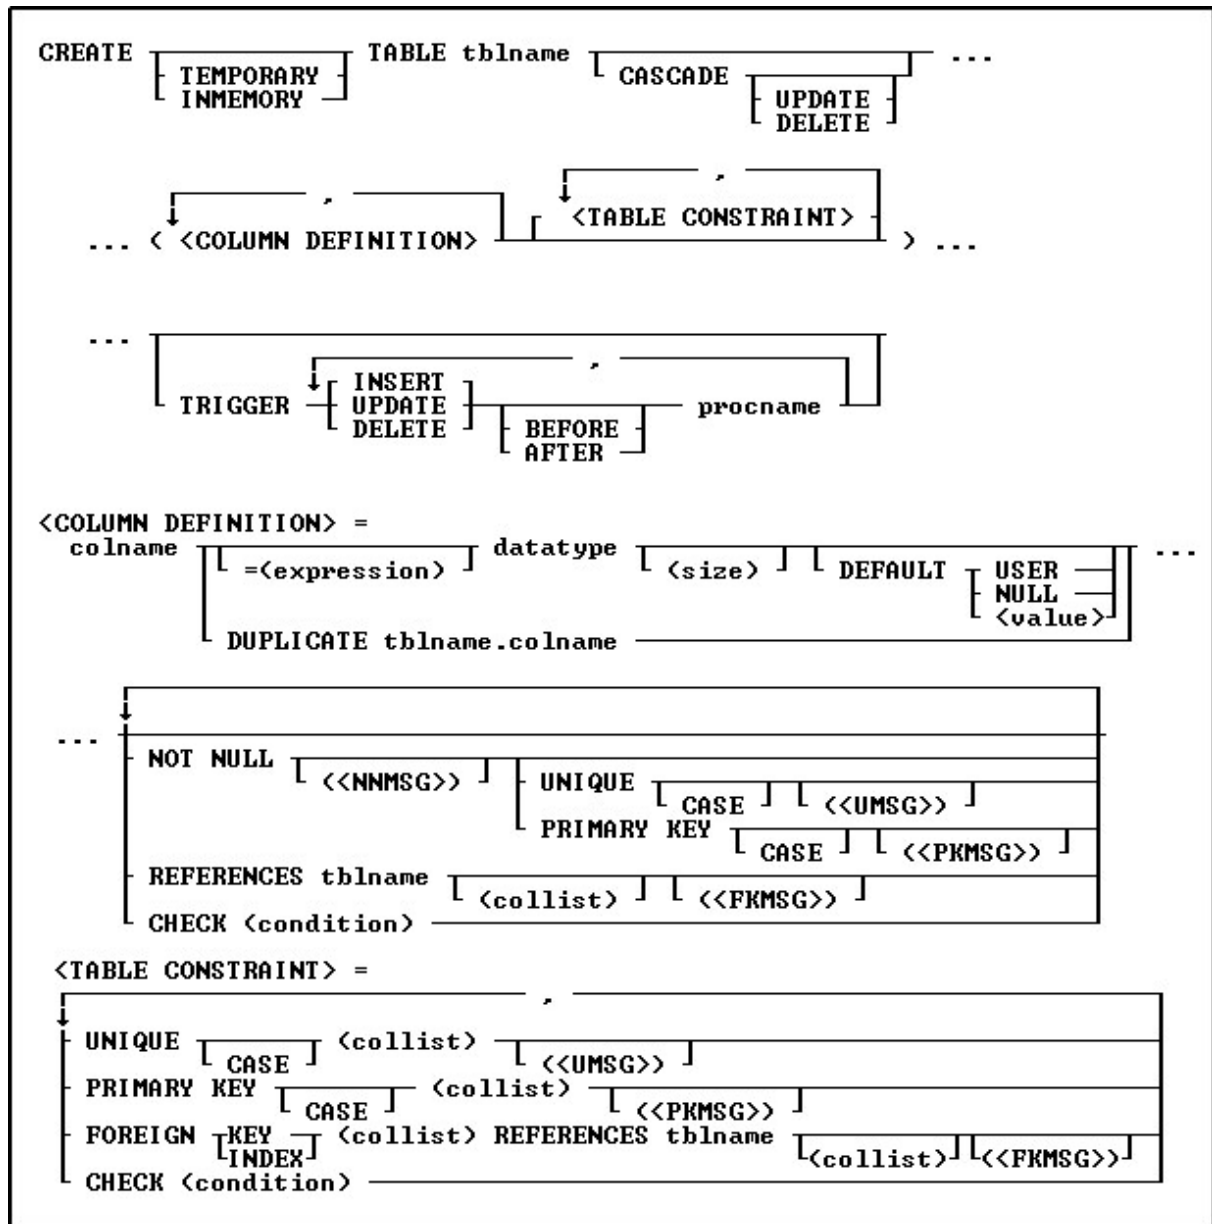 CREATE TABLE tblname ...
TEMPORARY CASCADE
INMEMORY UPDATE
DELETE
, ,
<TABLE CONSTRAINT>
... ( <COLUMN DEFINITION> ) ...
...
,
INSERT
TRIGGER UPDATE procname
DELETE BEFORE
AFTER
<COLUMN DEFINITION> =
colname datatype ...
=(expression) (size) DEFAULT USER
NULL
<value>
DUPLICATE tblname.colname
...
NOT NULL
(<NNMSG>) UNIQUE
CASE (<UMSG>)
PRIMARY KEY
CASE (<PKMSG>)
REFERENCES tblname
(collist) (<FKMSG>)
CHECK (condition)
<TABLE CONSTRAINT> =
,
UNIQUE (collist)
CASE (<UMSG>)
PRIMARY KEY (collist)
CASE (<PKMSG>)
FOREIGN KEY (collist) REFERENCES tblname
INDEX (collist) (<FKMSG>)
CHECK (condition)